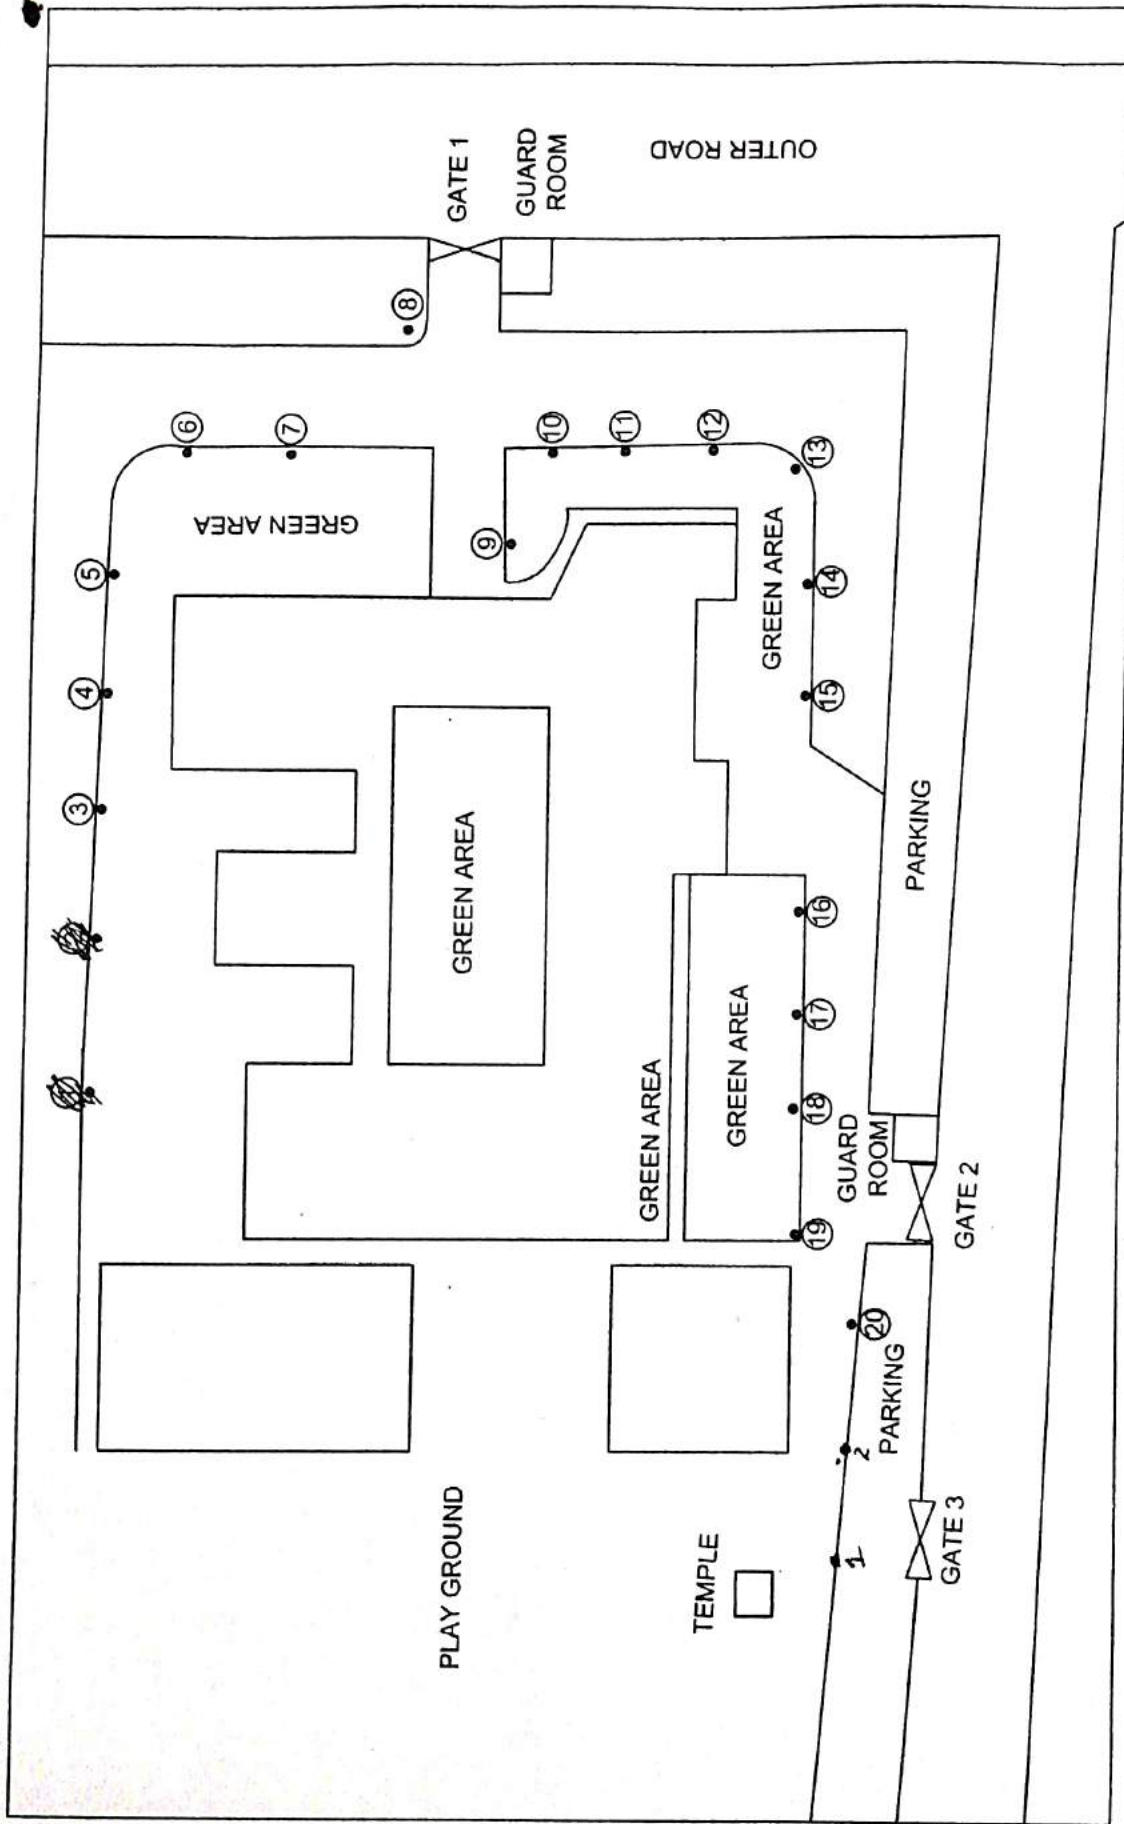 OUTER ROAD
GATE 1
GUARD
ROOM
8
6
7
10
11
12
13
GREEN AREA
5
9
14
GREEN AREA
4
15
3
GREEN AREA
PARKING
16
17
GREEN AREA
GREEN AREA
18
GUARD
ROOM
19
GATE 2
20
PARKING
2
1
PLAY GROUND
TEMPLE
GATE 3